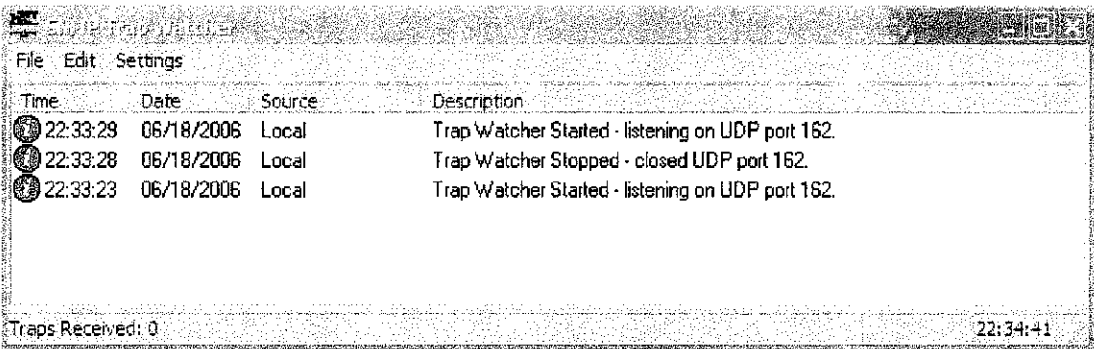 SNMP Trap Watcher
File Edit Settings
Time Date Source Description
22:33:29 06/18/2006 Local Trap Watcher Started - listening on UDP port 162.
22:33:28 06/18/2006 Local Trap Watcher Stopped - closed UDP port 162.
22:33:23 06/18/2006 Local Trap Watcher Started - listening on UDP port 162.
Traps Received: 0 22:34:41